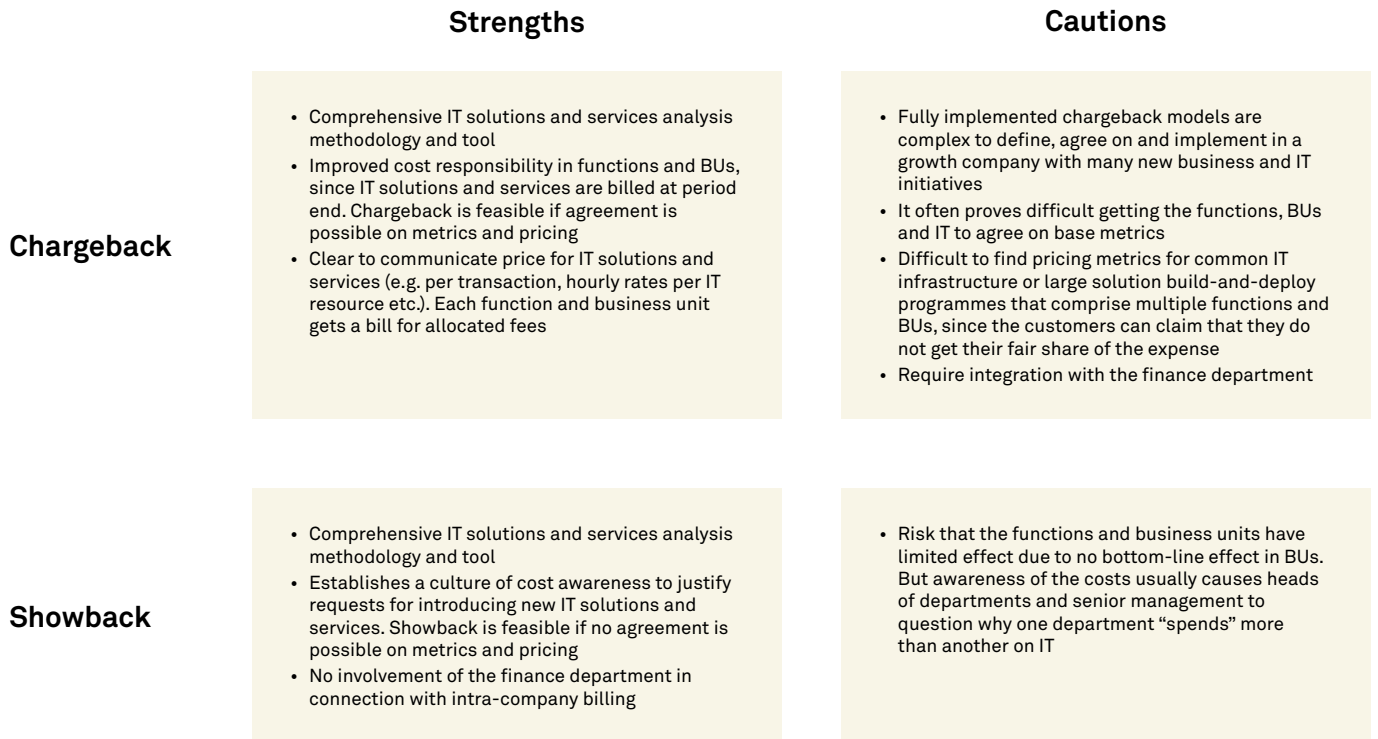 Strengths
Cautions
Chargeback
• Comprehensive IT solutions and services analysis
methodology and tool
• Improved cost responsibility in functions and BUs,
since IT solutions and services are billed at period
end. Chargeback is feasible if agreement is
possible on metrics and pricing
• Clear to communicate price for IT solutions and
services (e.g. per transaction, hourly rates per IT
resource etc.). Each function and business unit
gets a bill for allocated fees
• Fully implemented chargeback models are
complex to define, agree on and implement in a
growth company with many new business and IT
initiatives
• It often proves difficult getting the functions, BUs
and IT to agree on base metrics
• Difficult to find pricing metrics for common IT
infrastructure or large solution build-and-deploy
programmes that comprise multiple functions and
BUs, since the customers can claim that they do
not get their fair share of the expense
• Require integration with the finance department
Showback
• Comprehensive IT solutions and services analysis
methodology and tool
• Establishes a culture of cost awareness to justify
requests for introducing new IT solutions and
services. Showback is feasible if no agreement is
possible on metrics and pricing
• No involvement of the finance department in
connection with intra-company billing
• Risk that the functions and business units have
limited effect due to no bottom-line effect in BUs.
But awareness of the costs usually causes heads
of departments and senior management to
question why one department “spends” more
than another on IT